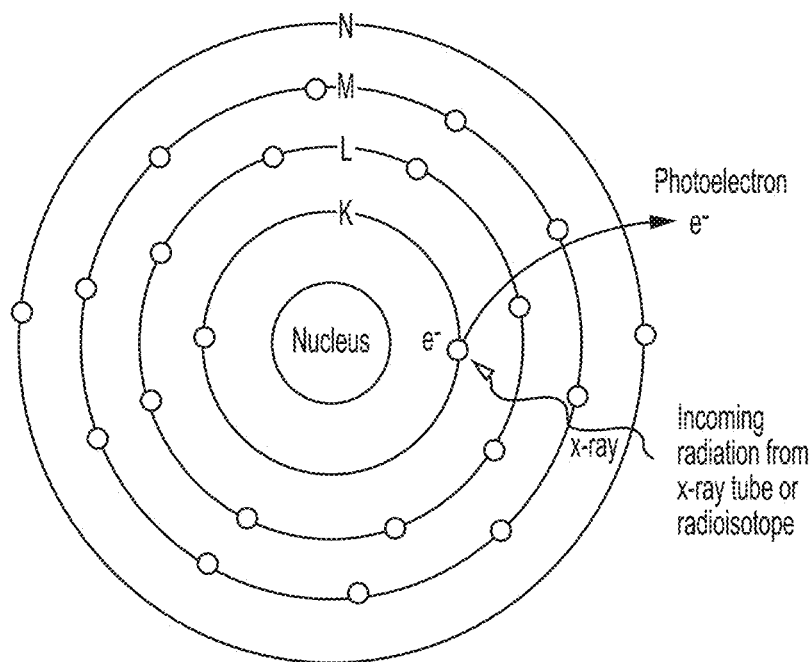 N
M
L
K
Photoelectron
e-
Nucleus
e-
x-ray
Incoming
radiation from
x-ray tube or
radioisotope